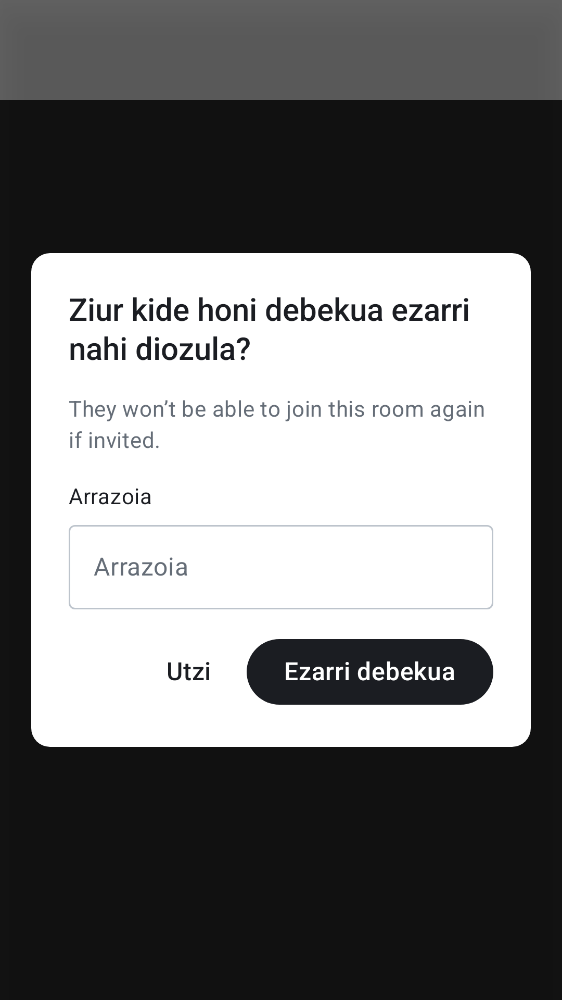 Ziur kide honi debekua ezarri
nahi diozula?
They won’t be able to join this room again
if invited.
Arrazoia
Arrazoia
Utzi
Ezarri debekua